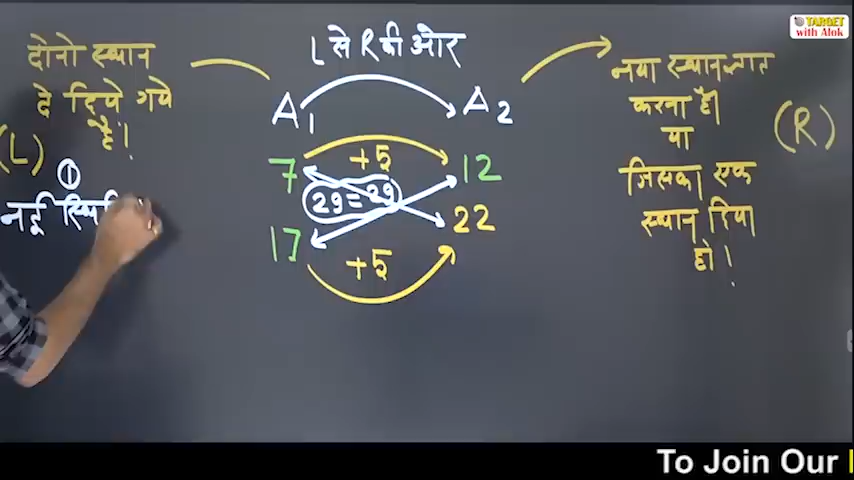 TARGET
with Alok
L से R की ओर
दोनो स्थान
दे दिये गये
है।
(L)
①
नई
A1
A2
7
+5
12
29=29
17
22
+5
नया स्थान ज्ञात
करना है।
या
जिसका एक
स्थान दिया
हो।
(R)
To Join Our